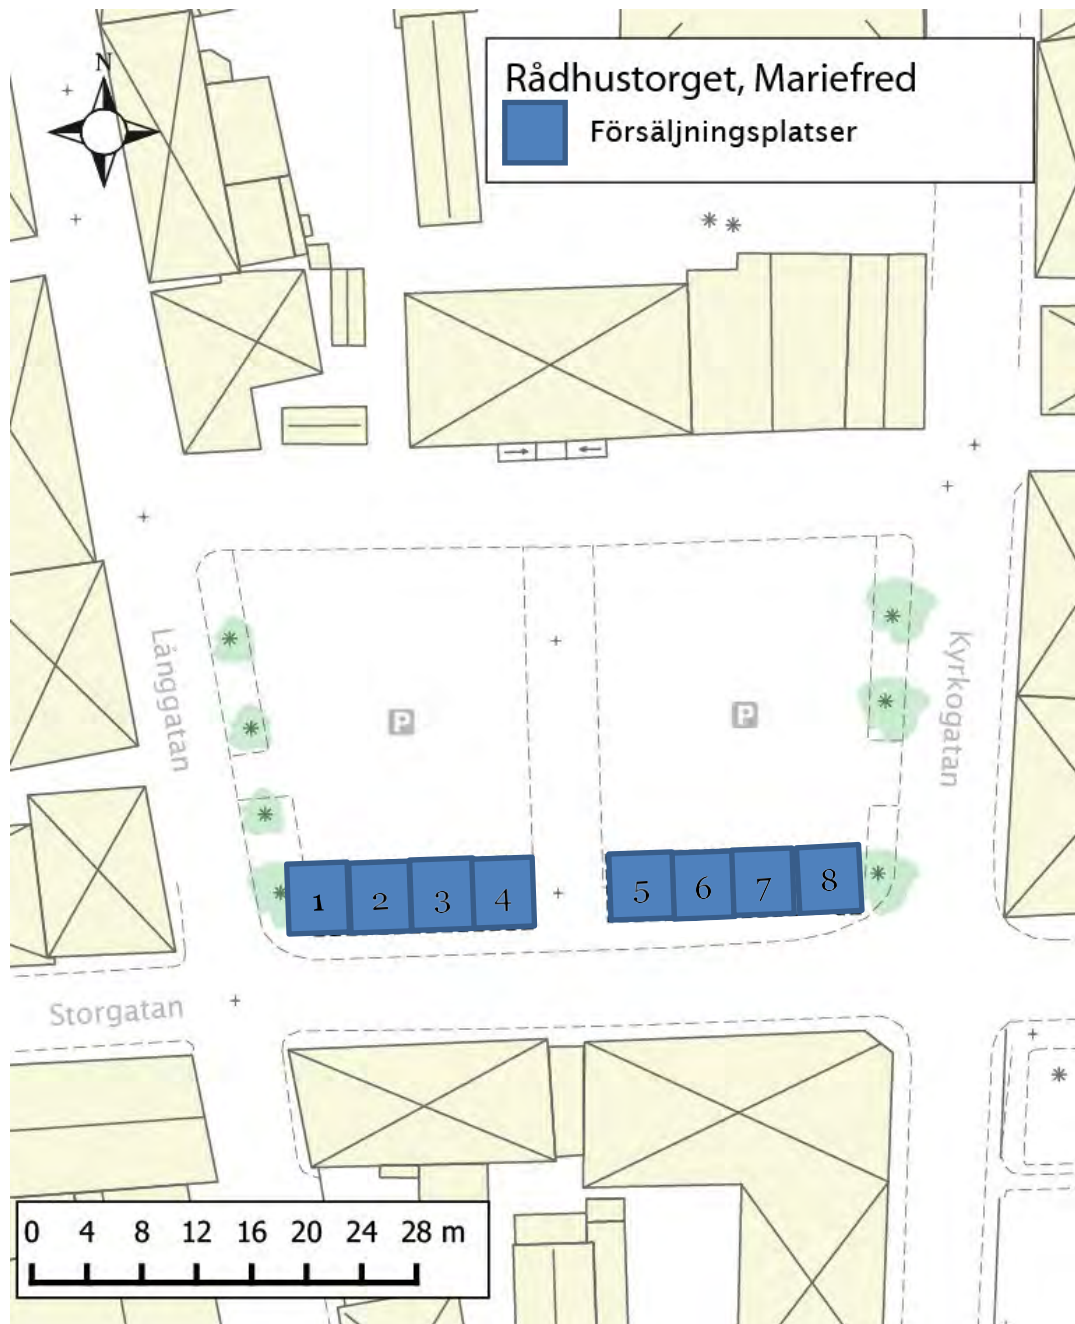 N
Rådhustorget, Mariefred
Försäljningsplatser
Långgatan
P
P
Kyrkogatan
1 2 3 4 5 6 7 8
Storgatan
0 4 8 12 16 20 24 28 m